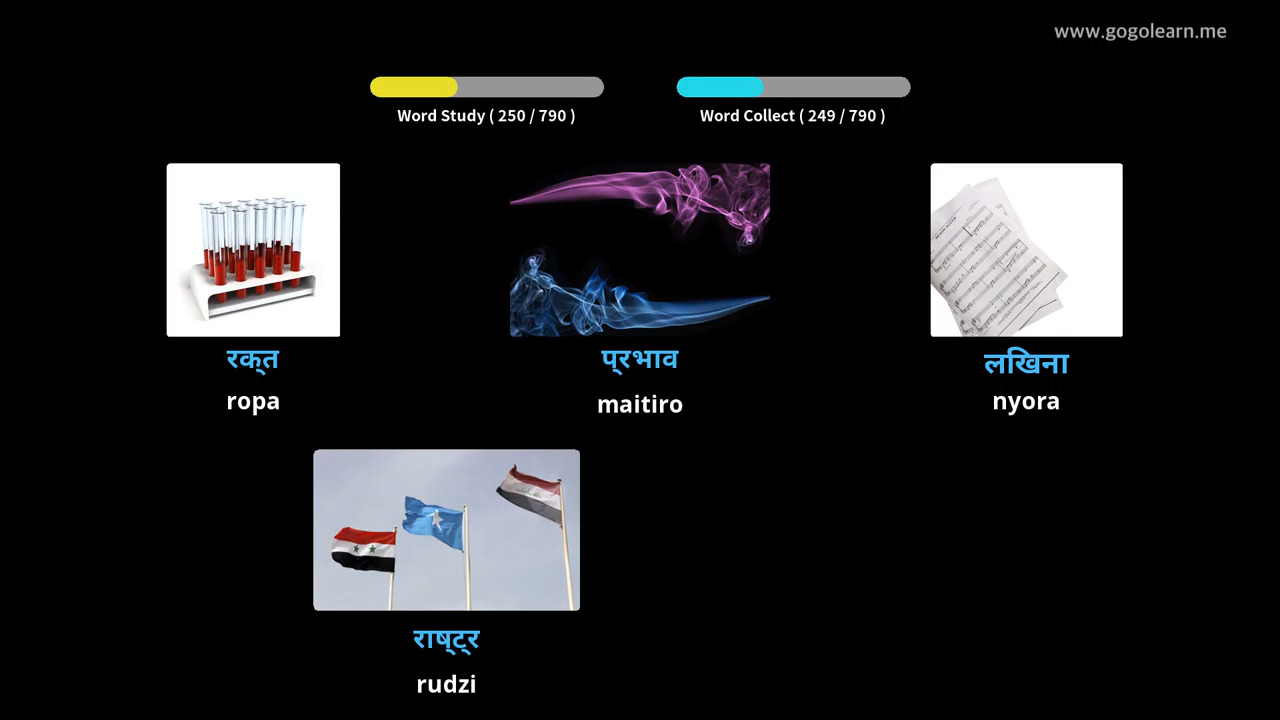 www.gogolearn.me
Word Study ( 250 / 790 )
Word Collect ( 249 / 790 )
रक्त
ropa
प्रभाव
maitiro
लखिना
nyora
राष्ट्र
rudzi